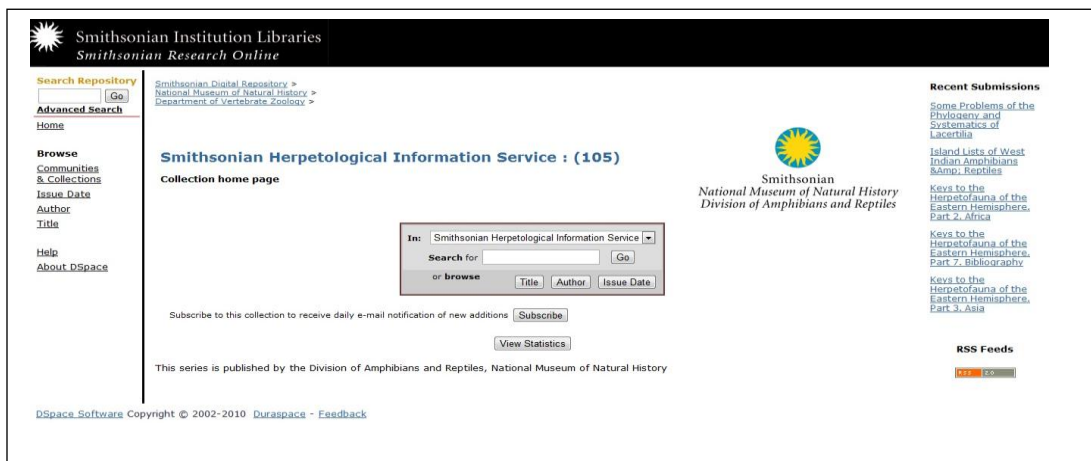 Smithsonian Institution Libraries
Smithsonian Research Online
Search Repository
Go
Advanced Search
Home
Browse
Communities
& Collections
Issue Date
Author
Title
Help
About DSpace
Smithsonian Digital Repository >
National Museum of Natural History >
Department of Vertebrate Zoology >
Smithsonian Herpetological Information Service : (105)
Collection home page
Smithsonian
National Museum of Natural History
Division of Amphibians and Reptiles
In: Smithsonian Herpetological Information Service
Search for Go
or browse Title Author Issue Date
Subscribe to this collection to receive daily e-mail notification of new additions Subscribe
View Statistics
This series is published by the Division of Amphibians and Reptiles, National Museum of Natural History
Recent Submissions
Some Problems of the
Phylogeny and
Systematics of
Lacertilia
Island Lists of West
Indian Amphibians
&Amp; Reptiles
Keys to the
Herpetofauna of the
Eastern Hemisphere.
Part 2. Africa
Keys to the
Herpetofauna of the
Eastern Hemisphere.
Part 7. Bibliography
Keys to the
Herpetofauna of the
Eastern Hemisphere.
Part 3. Asia
RSS Feeds
RSS 2.0
DSpace Software Copyright © 2002-2010 Duraspace - Feedback